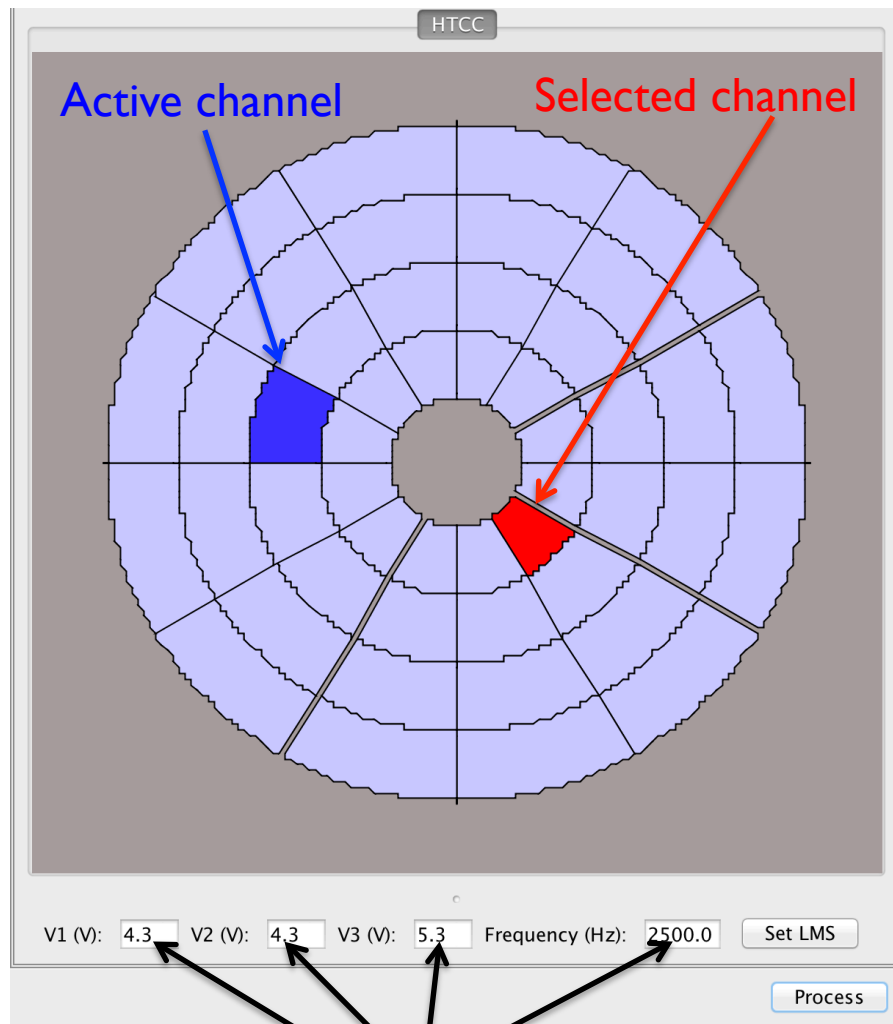 HTCC
Active channel Selected channel
V1 (V): 4.3 V2 (V): 4.3 V3 (V): 5.3 Frequency (Hz): 2500.0 Set LMS
Process